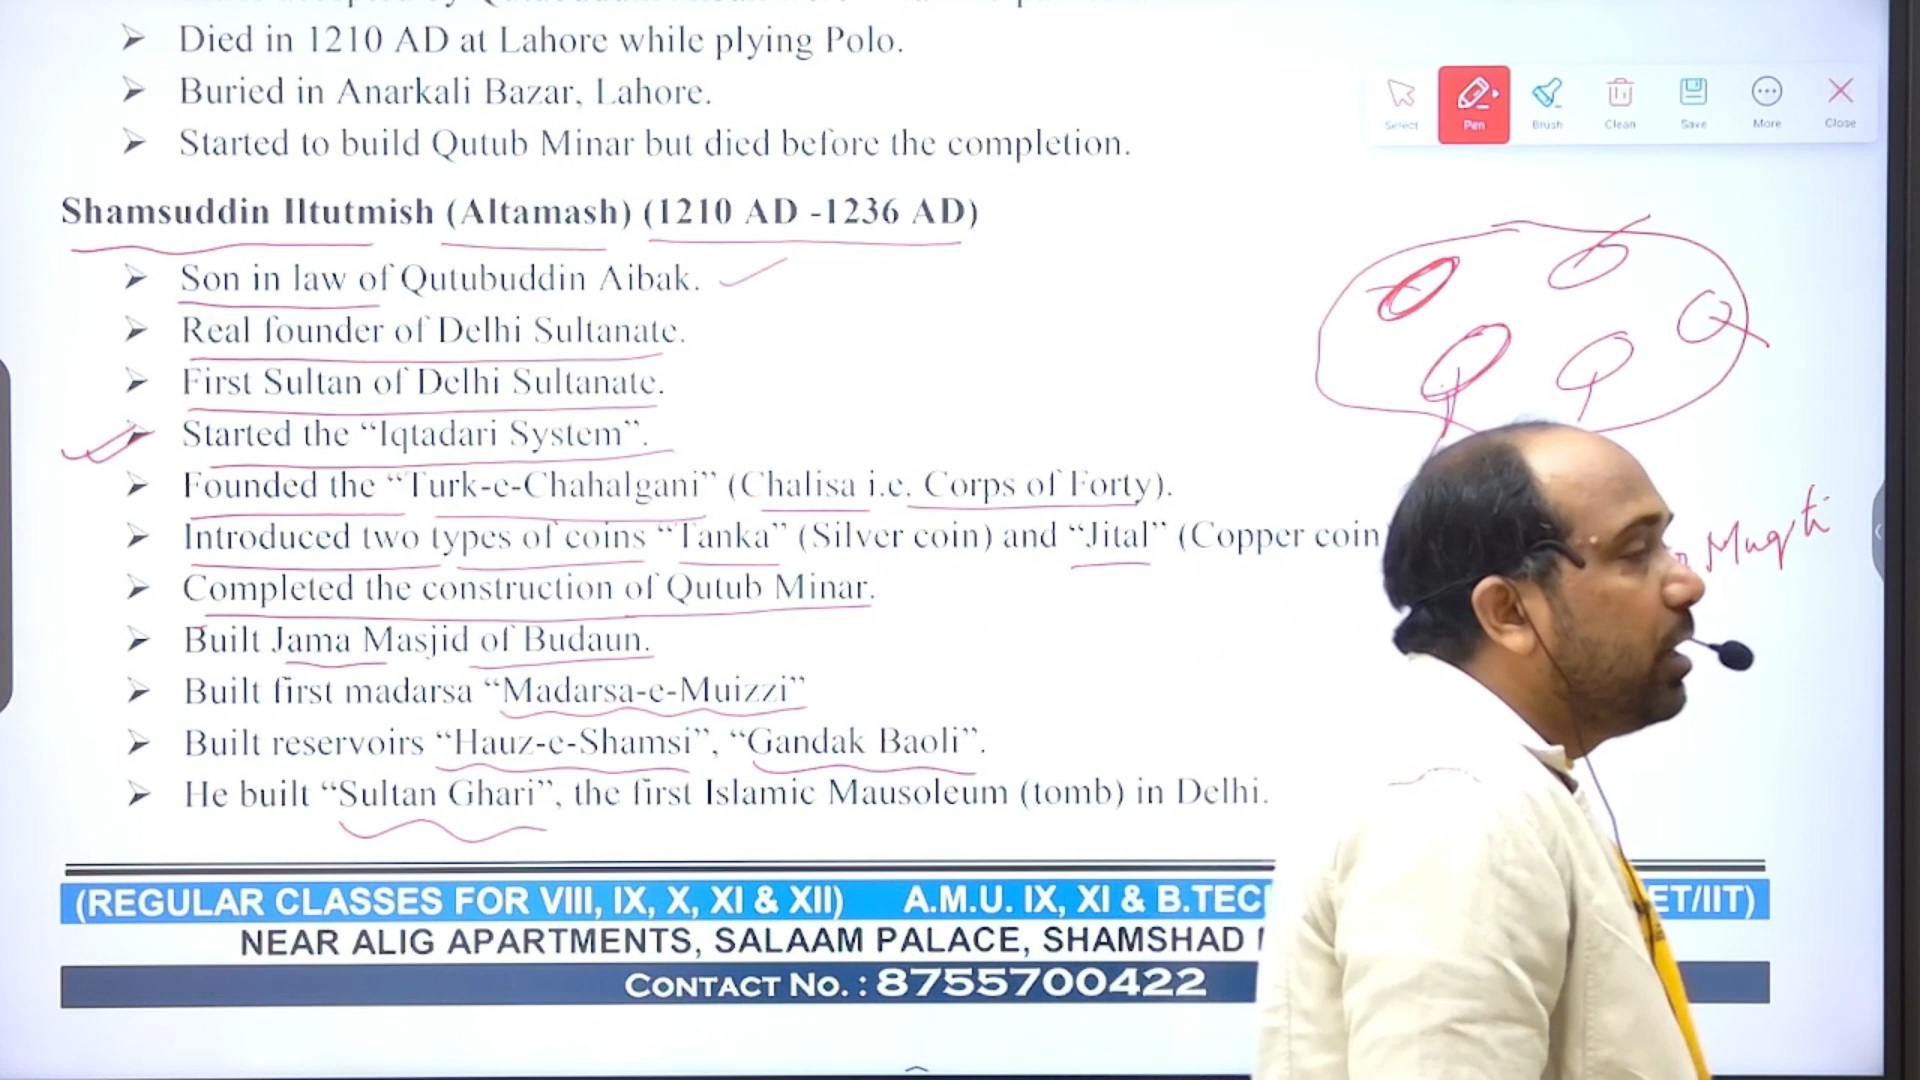 Died in 1210 AD at Lahore while plying Polo.
Buried in Anarkali Bazar, Lahore.
Started to build Qutub Minar but died before the completion.
Select
Pen
Brush
Clean
Save
More
Close
Shamsuddin Iltutmish (Altamash) (1210 AD -1236 AD)
Son in law of Qutubuddin Aibak.
Real founder of Delhi Sultanate.
First Sultan of Delhi Sultanate.
Started the “Iqtadari System”.
Founded the “Turk-e-Chahalgani” (Chalisa i.e. Corps of Forty).
Introduced two types of coins “Tanka” (Silver coin) and “Jital” (Copper coin
Muqti
Completed the construction of Qutub Minar.
Built Jama Masjid of Budaun.
Built first madarsa “Madarsa-e-Muizzi”
Built reservoirs “Hauz-e-Shamsi”, “Gandak Baoli”.
He built “Sultan Ghari”, the first Islamic Mausoleum (tomb) in Delhi.
(REGULAR CLASSES FOR VIII, IX, X, XI & XII) A.M.U. IX, XI & B.TEC ET/IIT)
NEAR ALIG APARTMENTS, SALAAM PALACE, SHAMSHAD
CONTACT NO. : 8755700422